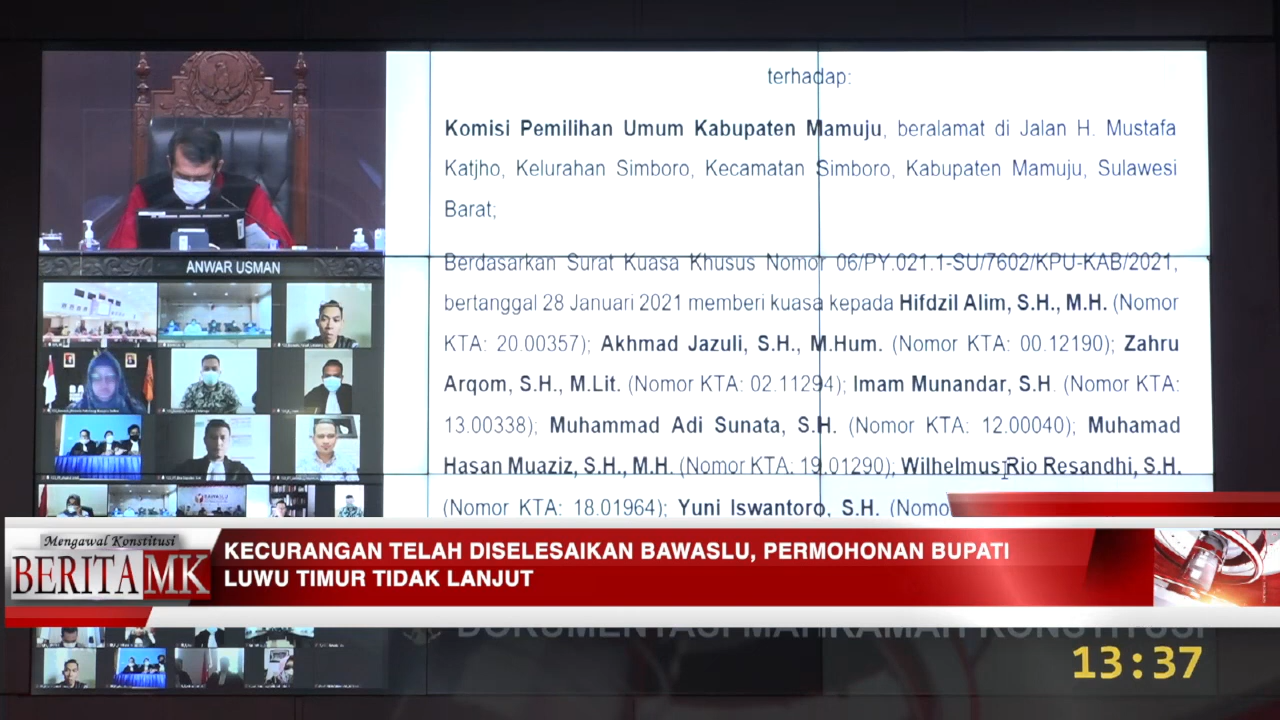 terhadap:
Komisi Pemilihan Umum Kabupaten Mamuju, beralamat di Jalan H. Mustafa
Katjho, Kelurahan Simboro, Kecamatan Simboro, Kabupaten Mamuju, Sulawesi
Barat;
Berdasarkan Surat Kuasa Khusus Nomor 06/PY.021.1-SU/7602/KPU-KAB/2021,
bertanggal 28 Januari 2021 memberi kuasa kepada Hifdzil Alim, S.H., M.H. (Nomor
KTA: 20.00357); Akhmad Jazuli, S.H., M.Hum. (Nomor KTA: 00.12190); Zahru
Arqom, S.H., M.Lit. (Nomor KTA: 02.11294); Imam Munandar, S.H. (Nomor KTA:
13.00338); Muhammad Adi Sunata, S.H. (Nomor KTA: 12.00040); Muhamad
Hasan Muaziz, S.H., M.H. (Nomor KTA: 19.01290); Wilhelmus Rio Resandhi, S.H.
(Nomor KTA: 18.01964); Yuni Iswantoro, S.H. (Nomo
ANWAR USMAN
Mengawal Konstitusi
BERITA MK
KECURANGAN TELAH DISELESAIKAN BAWASLU, PERMOHONAN BUPATI
LUWU TIMUR TIDAK LANJUT
DOKUMENTASI MAHKAMAH KONSTITUSI
13:37